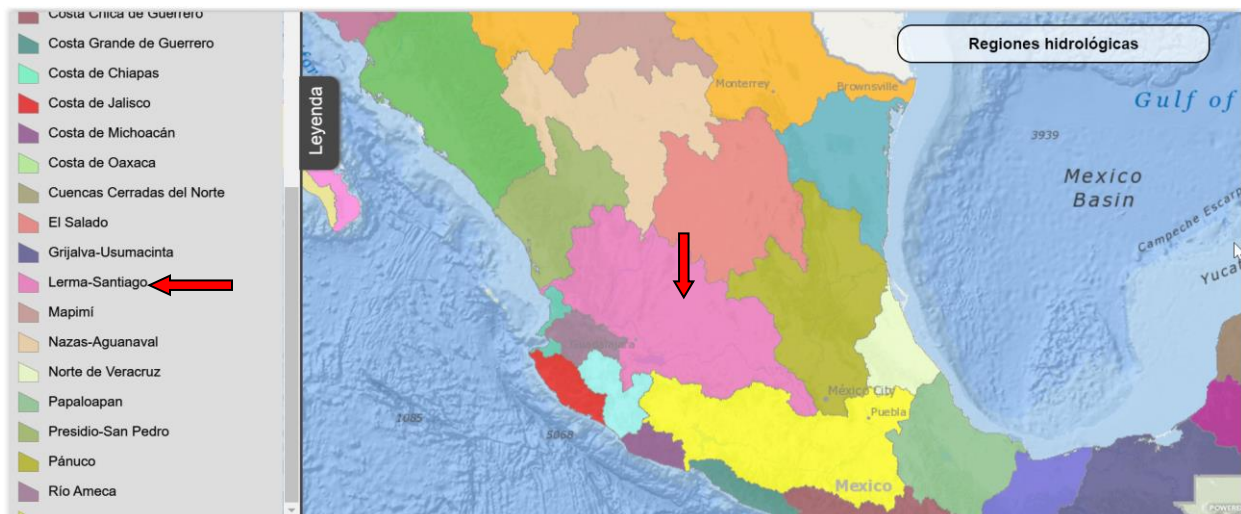 Costa Chica de Guerrero
Costa Grande de Guerrero
Costa de Chiapas
Costa de Jalisco
Costa de Michoacán
Costa de Oaxaca
Cuencas Cerradas del Norte
El Salado
Grijalva-Usumacinta
Lerma-Santiago
Mapimí
Nazas-Aguanaval
Norte de Veracruz
Papaloapan
Presidio-San Pedro
Pánuco
Río Ameca
Leyenda
Regiones hidrológicas
Monterrey
Brownsville
Gulf of
3939
Mexico
Basin
Campeche Escarp
Yucat
México City
Puebla
1085
5068
Mexico
POWERE